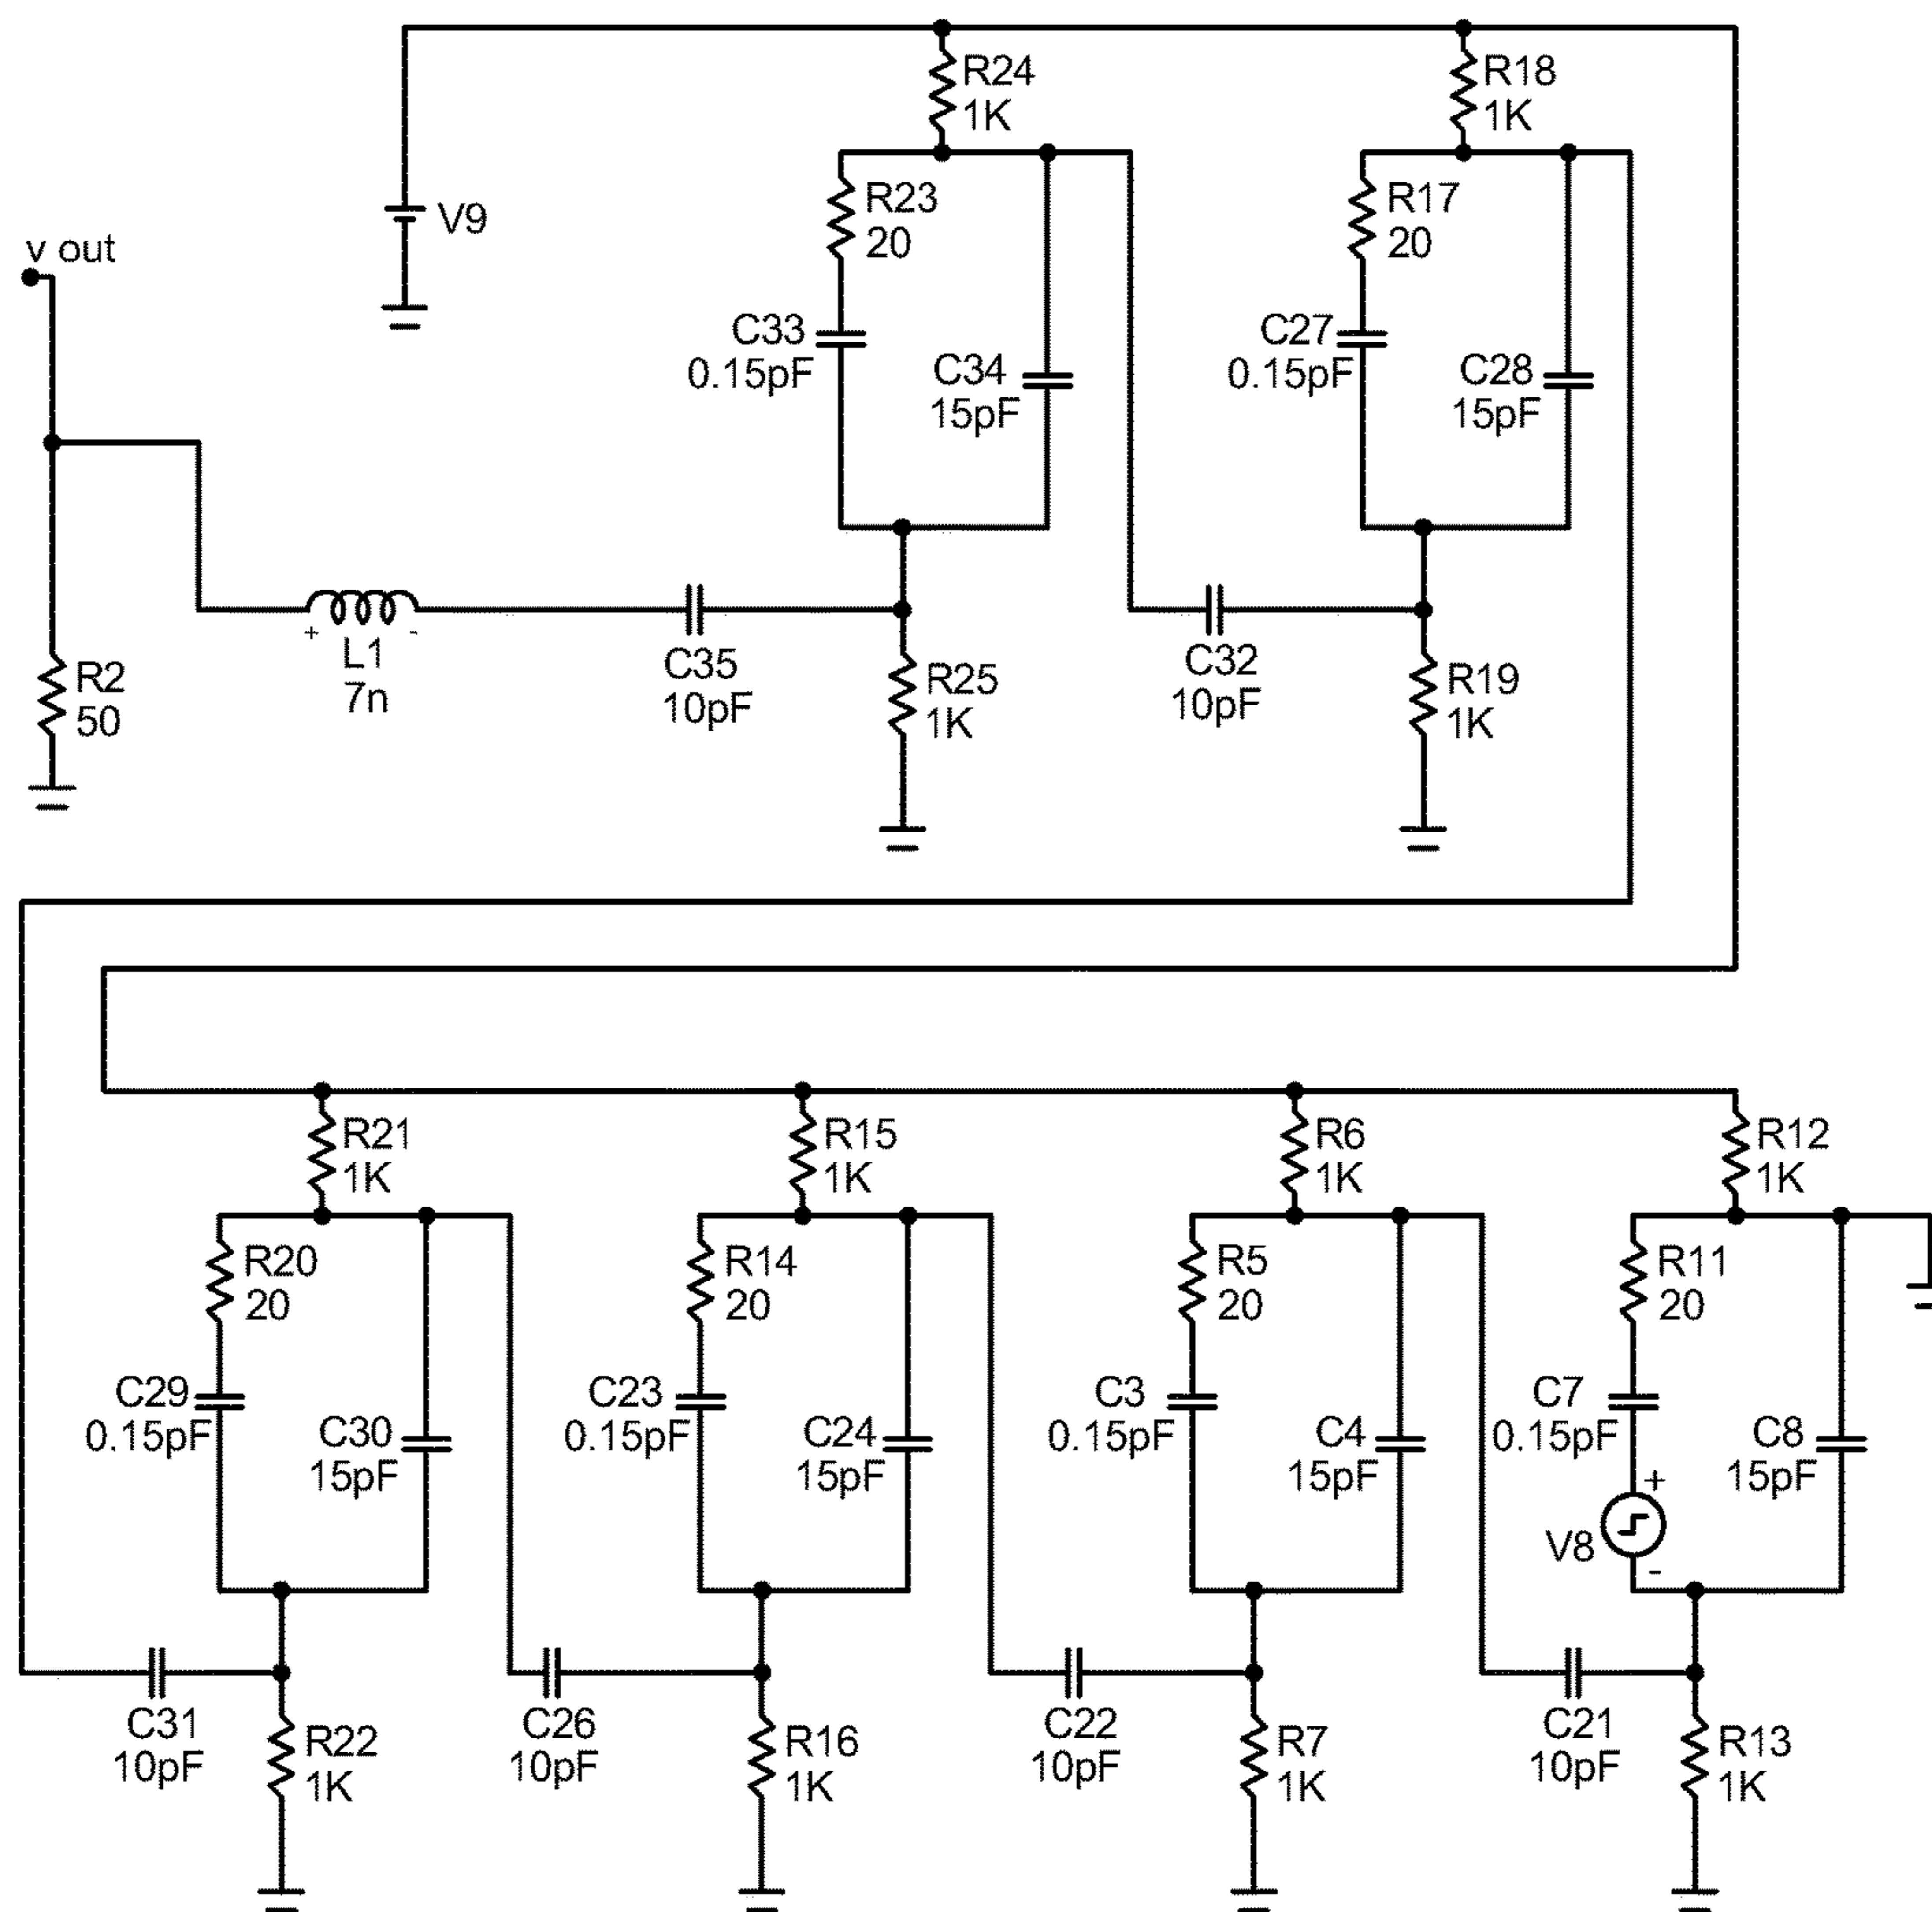 R24
1K
R18
1K
V9
R23
20
R17
20
v out
C33
0.15pF
C34
15pF
C27
0.15pF
C28
15pF
+
-
L1
7n
C35
10pF
R25
1K
C32
10pF
R19
1K
R2
50
R21
1K
R15
1K
R6
1K
R12
1K
R20
20
R14
20
R5
20
R11
20
C29
0.15pF
C30
15pF
C23
0.15pF
C24
15pF
C3
0.15pF
C4
15pF
C7
0.15pF
C8
15pF
+
V8
-
C31
10pF
R22
1K
C26
10pF
R16
1K
C22
10pF
R7
1K
C21
10pF
R13
1K